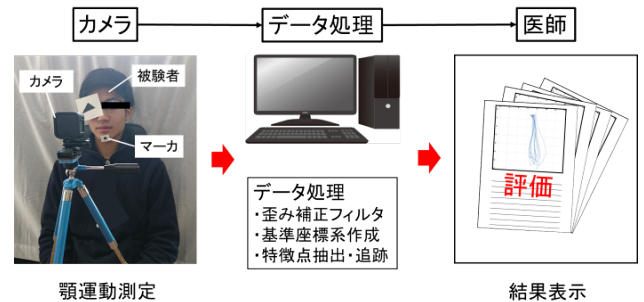 カメラ
データ処理
医師
カメラ
被験者
マーカ
データ処理
・歪み補正フィルタ
・基準座標系作成
・特徴点抽出・追跡
評価
顎運動測定
結果表示